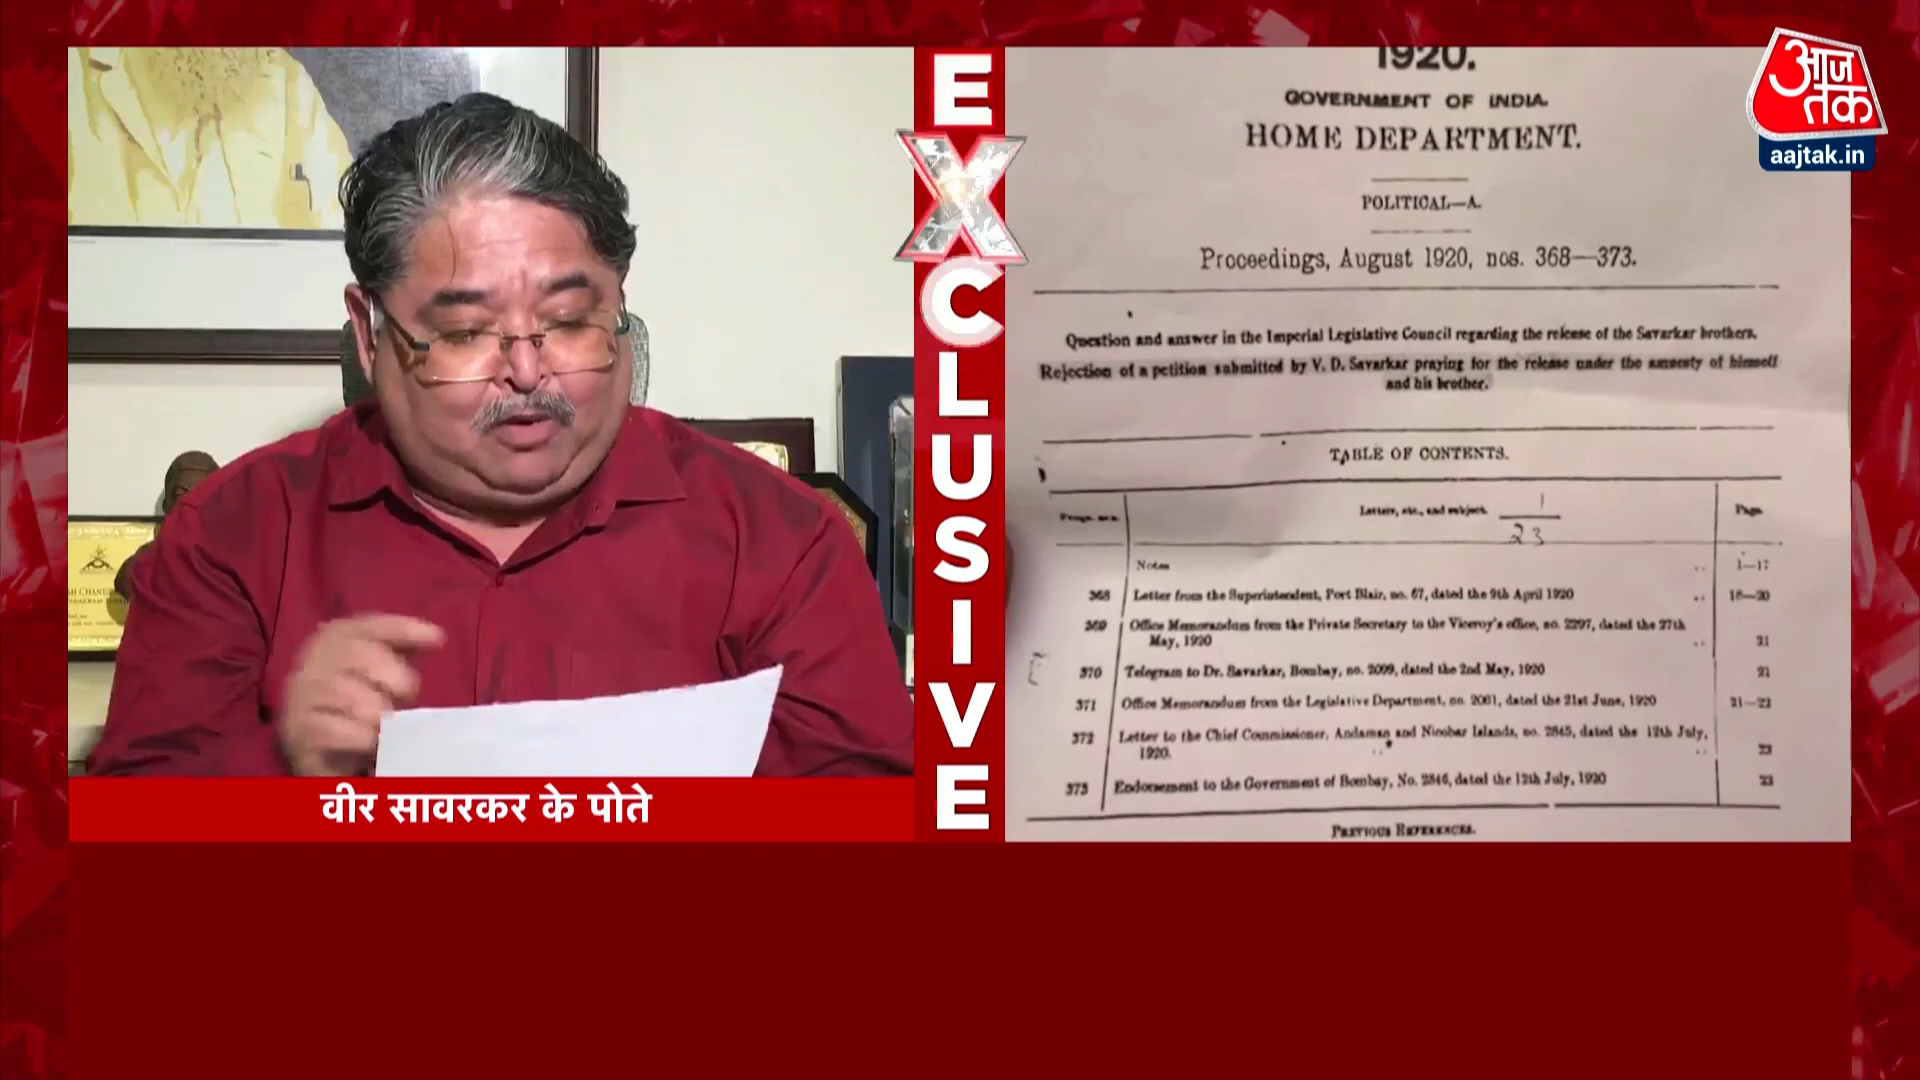 आज तक
aajtak.in
EXCLUSIVE
वीर सावरकर के पोते
1920.
GOVERNMENT OF INDIA.
HOME DEPARTMENT.
POLITICAL—A.
Proceedings, August 1920, nos. 368—373.
Question and answer in the Imperial Legislative Council regarding the release of the Savarkar brothers.
Rejection of a petition submitted by V. D. Savarkar praying for the release under the amnesty of himself
and his brother.
TABLE OF CONTENTS.
Letters, etc., and subject. 1
Page.
23
Notes .. 1—17
368 Letter from the Superintendent, Port Blair, no. 67, dated the 9th April 1920 .. 18—20
369 Office Memorandum from the Private Secretary to the Viceroy's office, no. 2297, dated the 27th
May, 1920 .. 21
370 Telegram to Dr. Savarkar, Bombay, no. 2099, dated the 2nd May, 1920 21
371 Office Memorandum from the Legislative Department, no. 2061, dated the 21st June, 1920 21—23
372 Letter to the Chief Commissioner, Andaman and Nicobar Islands, no. 2845, dated the 12th July,
1920. .. 23
373 Endorsement to the Government of Bombay, No. 2846, dated the 12th July, 1920 23
PREVIOUS REFERENCES.